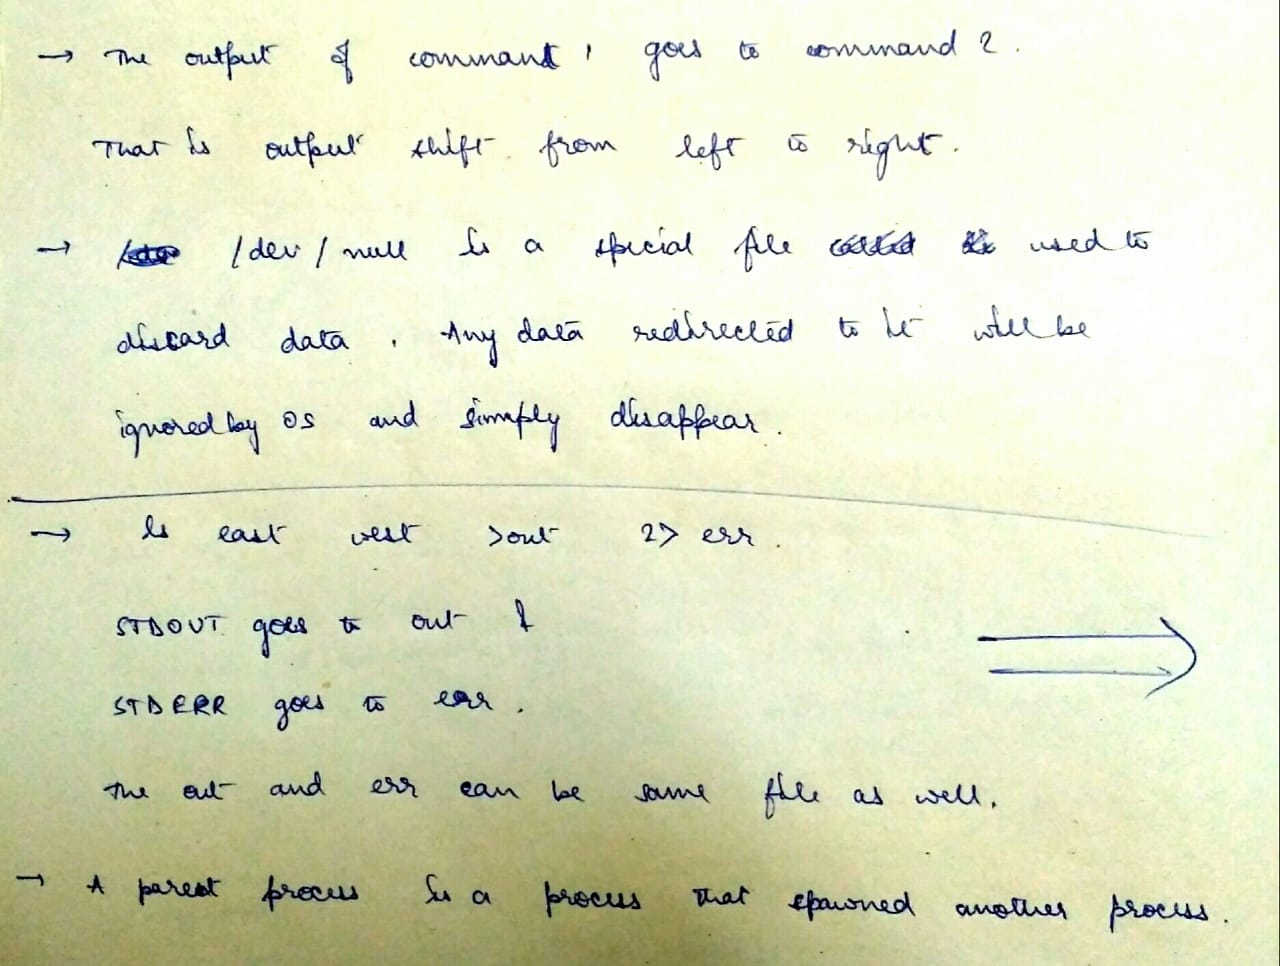 → The output of command 1 goes to command 2.
That is output shift from left to right.
→ /dev/null is a special file used to
discard data. Any data redirected to it will be
ignored by OS and simply disappear.
→ ls east west >out 2> err.
STDOUT goes to out &
STDERR goes to err.
The out and err can be same file as well.
→ A parent process is a process that spawned another process.